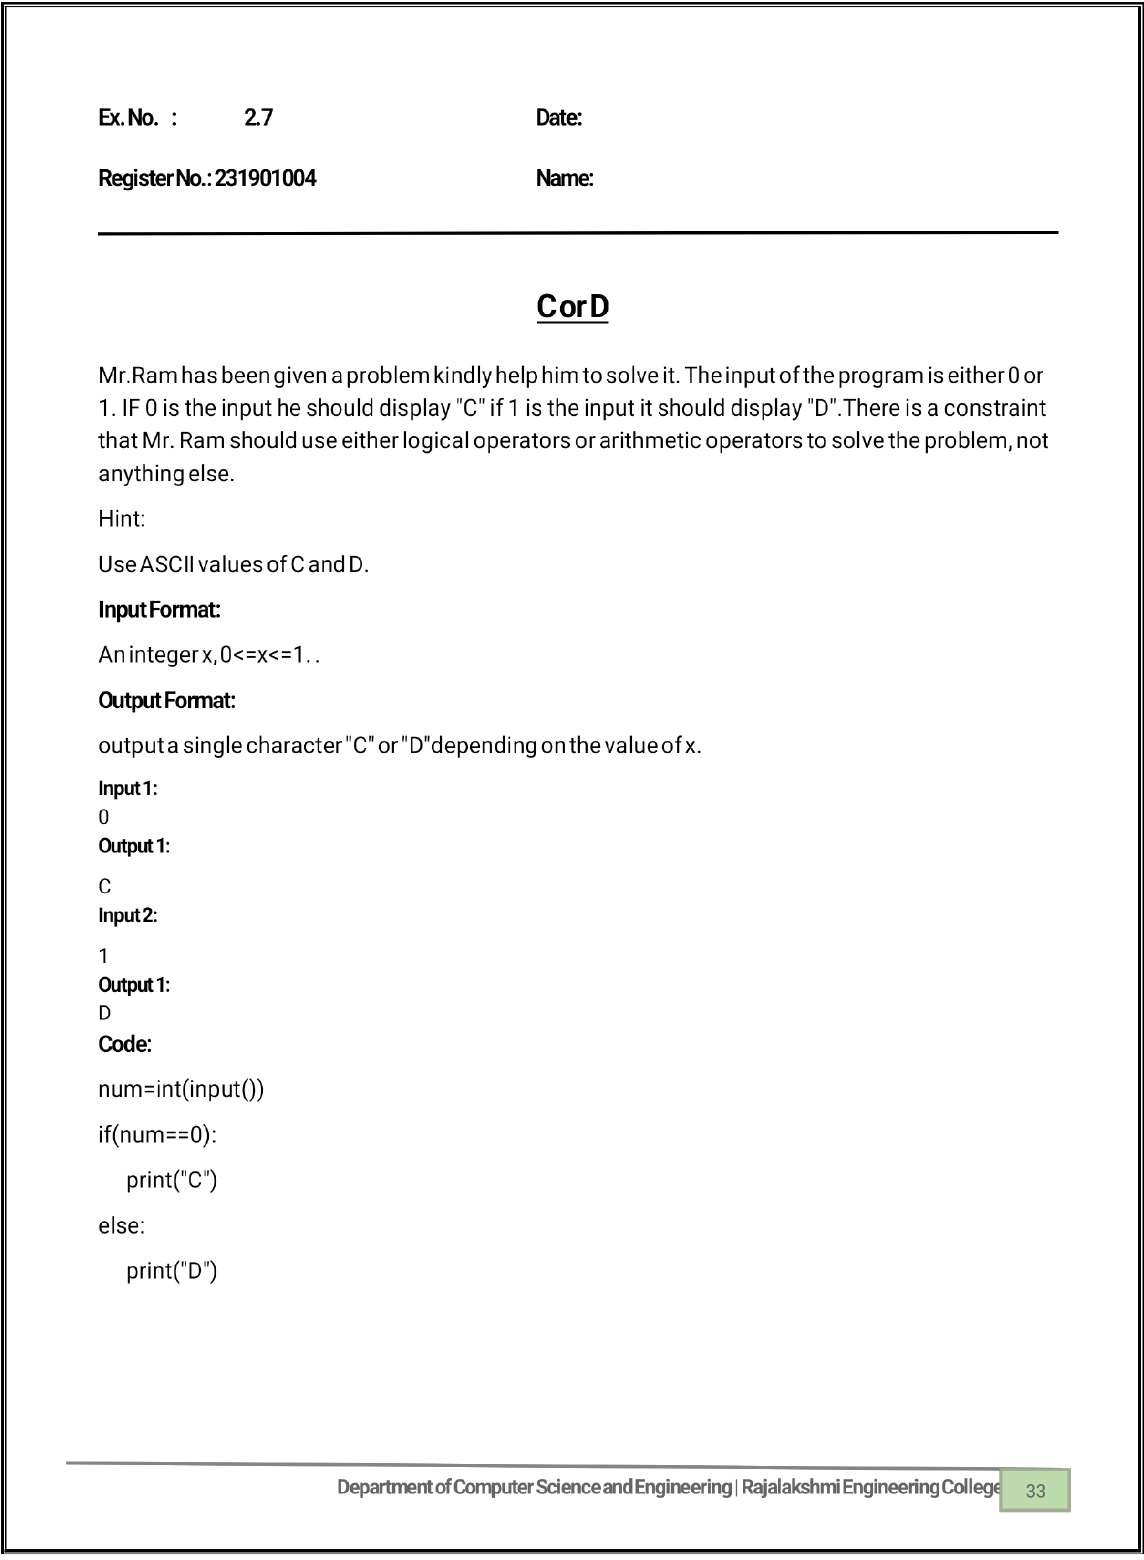 Ex. No. : 2.7 Date:
Register No.: 231901004 Name:
C or D
Mr.Ram has been given a problem kindly help him to solve it. The input of the program is either 0 or
1. IF 0 is the input he should display "C" if 1 is the input it should display "D".There is a constraint
that Mr. Ram should use either logical operators or arithmetic operators to solve the problem, not
anything else.
Hint:
Use ASCII values of C and D.
Input Format:
An integer x, 0<=x<=1. .
Output Format:
output a single character "C" or "D"depending on the value of x.
Input 1:
0
Output 1:
C
Input 2:
1
Output 1:
D
Code:
num=int(input())
if(num==0):
print("C")
else:
print("D")
Department of Computer Science and Engineering | Rajalakshmi Engineering College 33